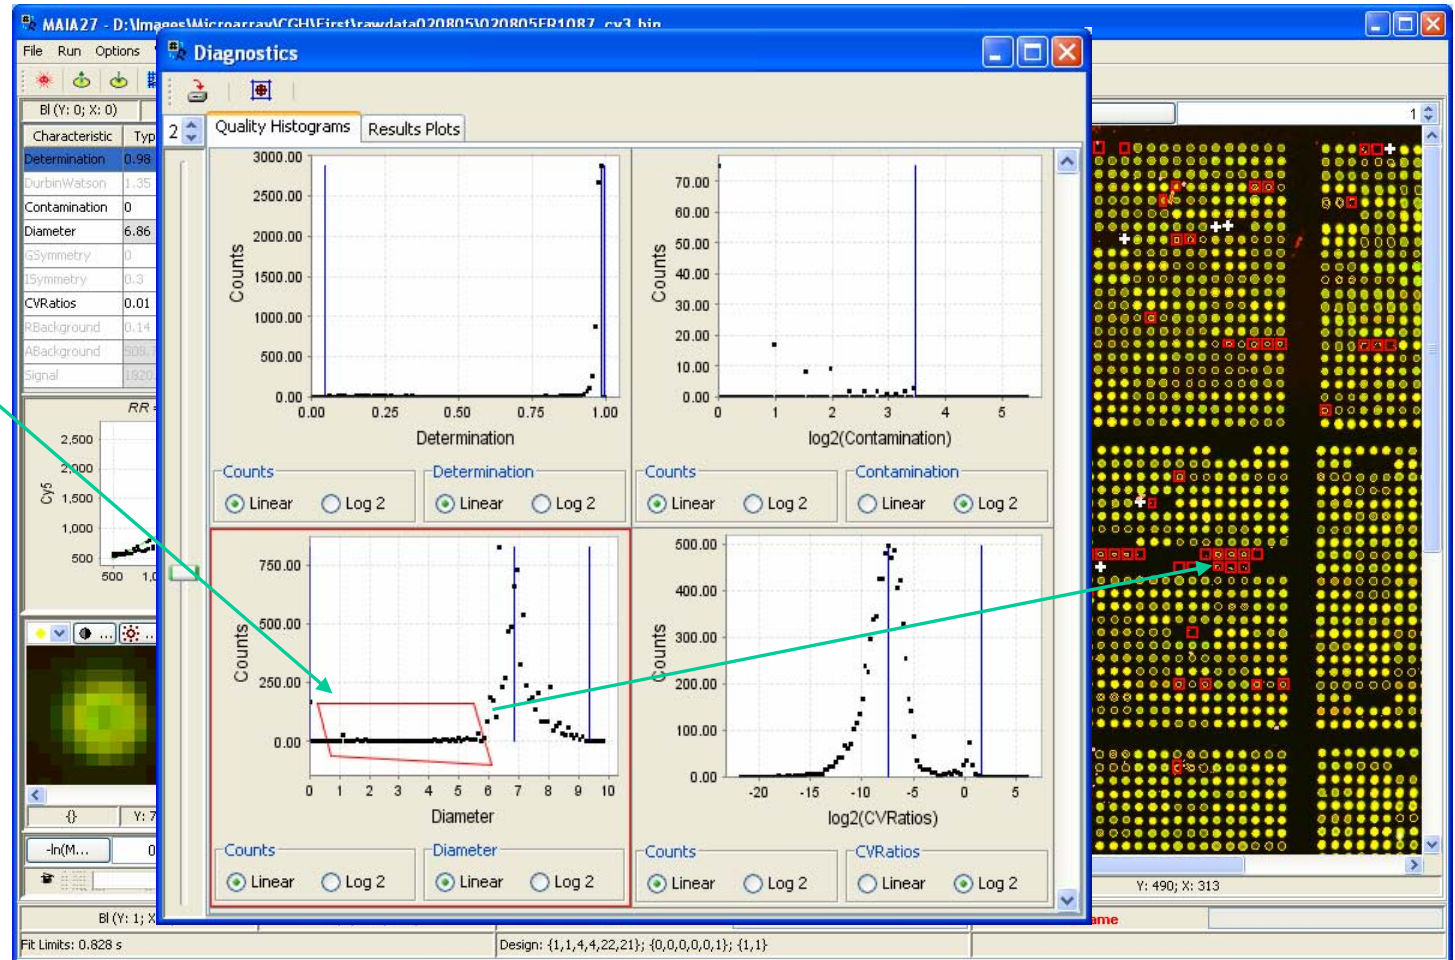 MAIA27 - D:\Images\Microarray\CGH\First\rawdata020805\020805FR1087_cy3.bin
File Run Options
Diagnostics
Bl (Y: 0; X: 0)
1
Characteristic Typ
2 Quality Histograms Results Plots
Determination 0.98
DurbinWatson 1.35
Contamination 0
Diameter 6.86
GSymmetry 0
ISymmetry 0.3
CVRatios 0.01
RBackground 0.14
ABackground 508.7
Signal 1820.
RR =
2,500
2,000
1,500
1,000
500
Cy5
500 1,0
3000.00
2500.00
2000.00
1500.00
1000.00
500.00
0.00
Counts
0.00 0.25 0.50 0.75 1.00
Determination
Counts
Linear Log 2
Determination
Linear Log 2
70.00
60.00
50.00
40.00
30.00
20.00
10.00
0.00
Counts
0 1 2 3 4 5
log2(Contamination)
Counts
Linear Log 2
Contamination
Linear Log 2
750.00
500.00
250.00
0.00
Counts
0 1 2 3 4 5 6 7 8 9 10
Diameter
Counts
Linear Log 2
Diameter
Linear Log 2
500.00
400.00
300.00
200.00
100.00
0.00
Counts
-20 -15 -10 -5 0 5
log2(CVRatios)
Counts
Linear Log 2
CVRatios
Linear Log 2
... ..
{} Y: 7
-ln(M... 0
Y: 490; X: 313
Bl (Y: 1; X
ame
Fit Limits: 0.828 s
Design: {1,1,4,4,22,21}; {0,0,0,0,0,1}; {1,1}